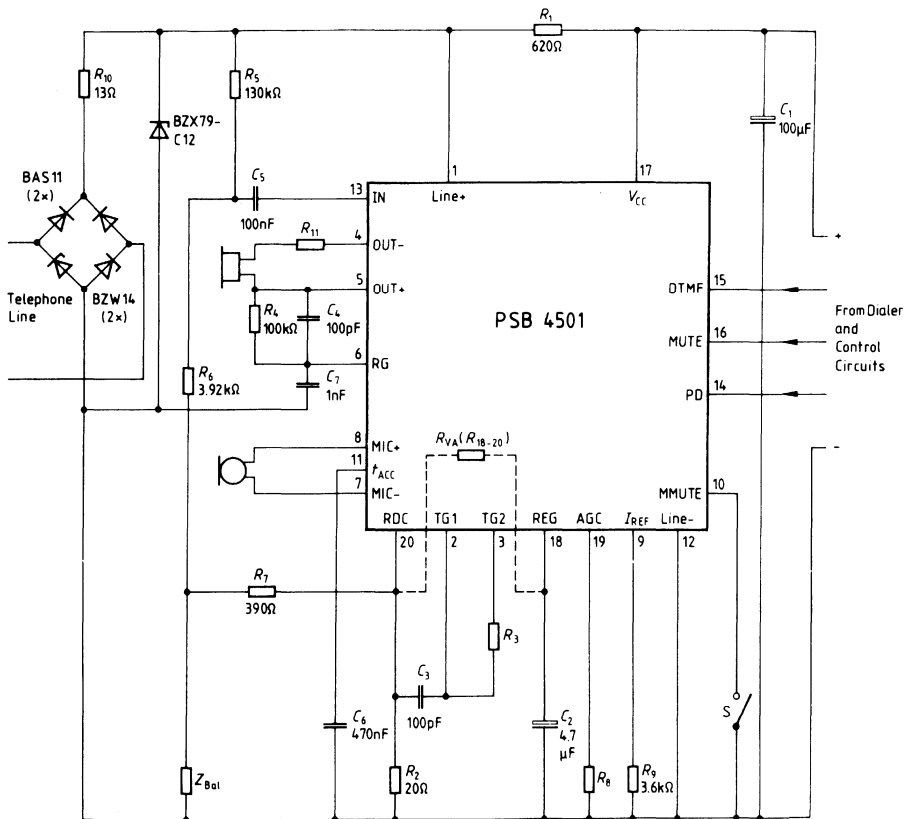 R1
620Ω
R10
13Ω
R5
130kΩ
BZX79-
C12
C1
100µF
BAS11
(2x)
C5
100nF
13
IN
1
Line+
17
VCC
R11
4
OUT-
5
OUT+
R4
100kΩ
C4
100pF
6
RG
C7
1nF
Telephone
Line
BZW14
(2x)
R6
3.92kΩ
PSB 4501
+
DTMF
15
MUTE
16
PD
14
From Dialer
and
Control
Circuits
-
8
MIC+
11
tACC
7
MIC-
RVA(R18-20)
10
MMUTE
RDC
TG1
TG2
REG
AGC
IREF
Line-
20
2
3
18
19
9
12
R7
390Ω
R3
C3
100pF
C6
470nF
C2
4.7
µF
S
ZBal
R2
20Ω
R8
R9
3.6kΩ